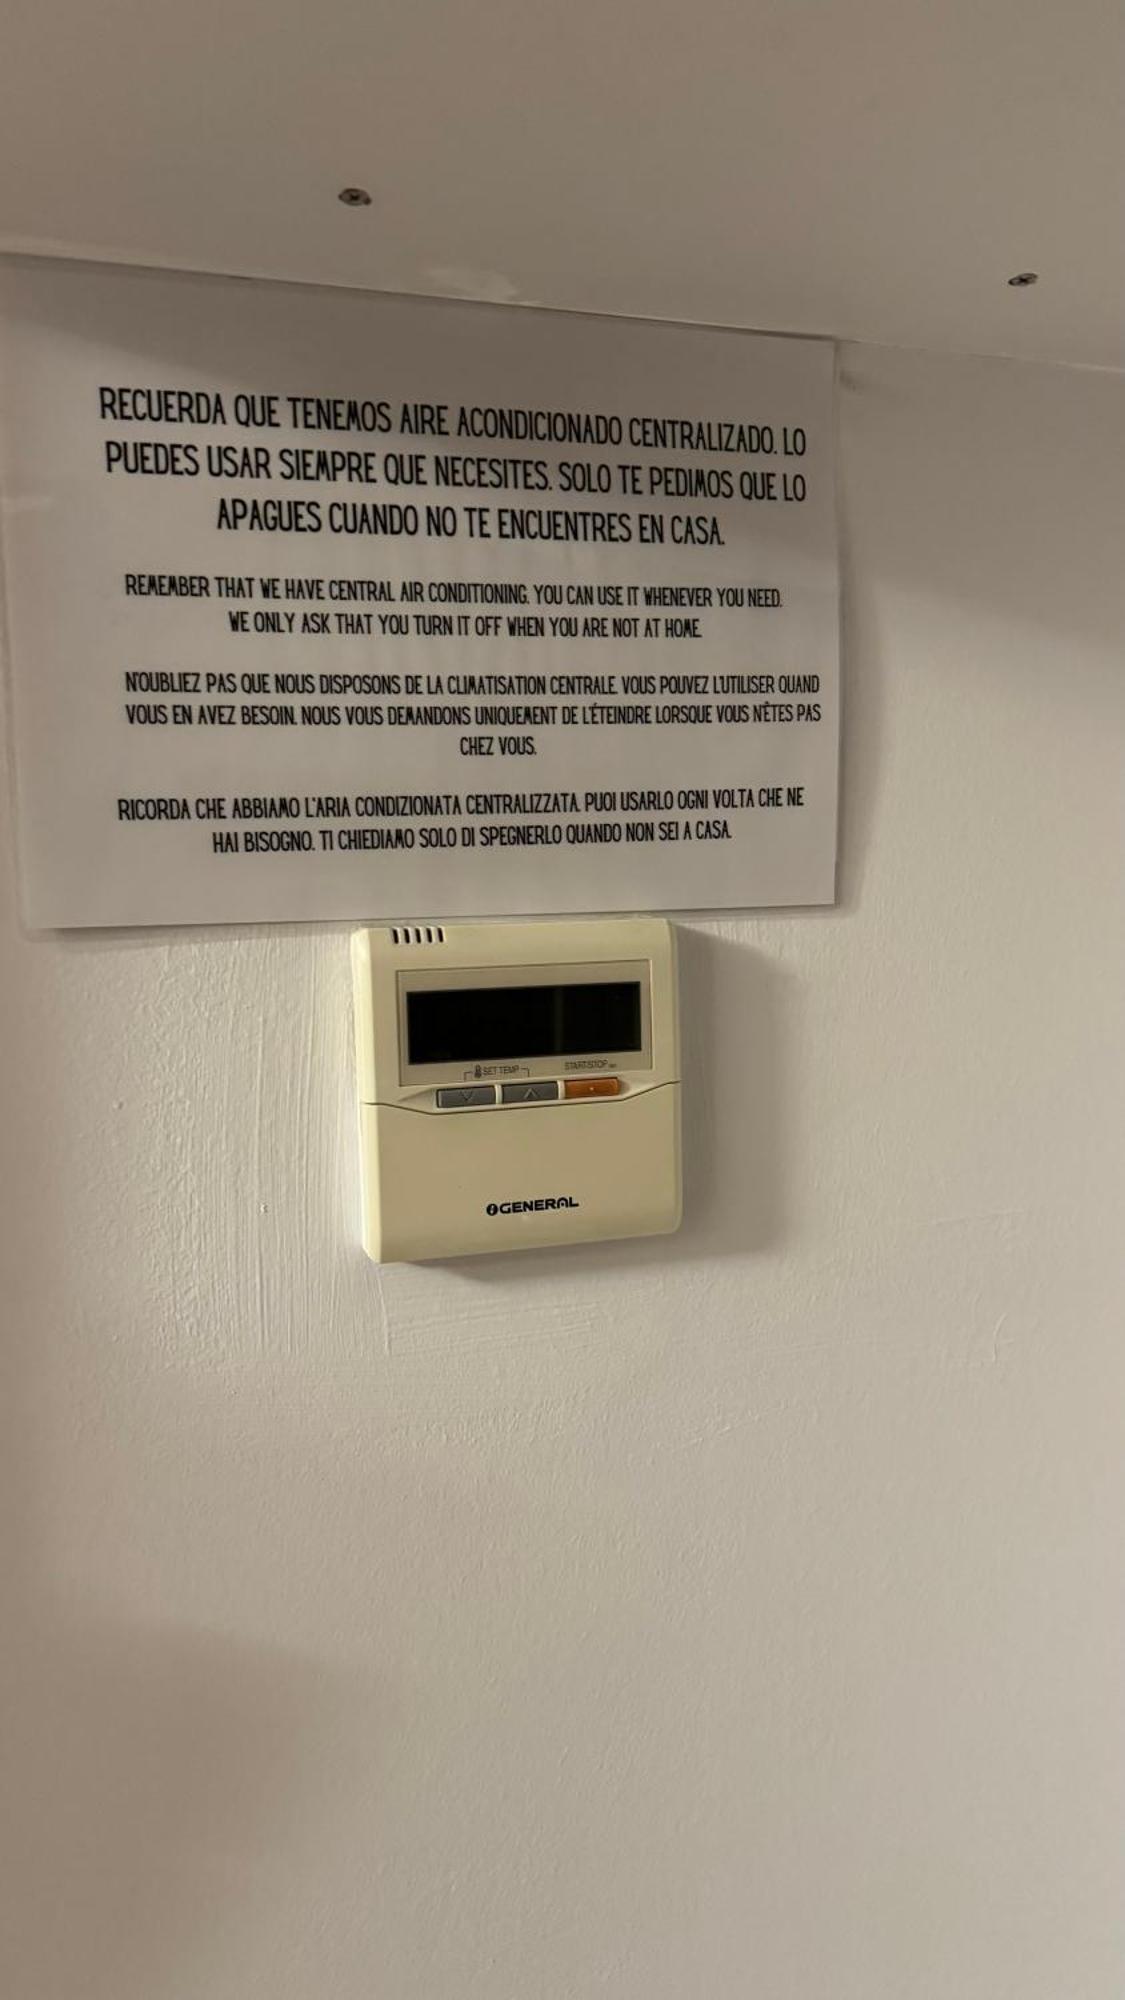 RECUERDA QUE TENEMOS AIRE ACONDICIONADO CENTRALIZADO. LO
PUEDES USAR SIEMPRE QUE NECESITES. SOLO TE PEDIMOS QUE LO
APAGUES CUANDO NO TE ENCUENTRES EN CASA.
REMEMBER THAT WE HAVE CENTRAL AIR CONDITIONING. YOU CAN USE IT WHENEVER YOU NEED.
WE ONLY ASK THAT YOU TURN IT OFF WHEN YOU ARE NOT AT HOME.
N'OUBLIEZ PAS QUE NOUS DISPOSONS DE LA CLIMATISATION CENTRALE. VOUS POUVEZ L'UTILISER QUAND
VOUS EN AVEZ BESOIN. NOUS VOUS DEMANDONS UNIQUEMENT DE L'ÉTEINDRE LORSQUE VOUS N'ÊTES PAS
CHEZ VOUS.
RICORDA CHE ABBIAMO L'ARIA CONDIZIONATA CENTRALIZZATA. PUOI USARLO OGNI VOLTA CHE NE
HAI BISOGNO. TI CHIEDIAMO SOLO DI SPEGNERLO QUANDO NON SEI A CASA.
SET TEMP. START/STOP
GENERAL